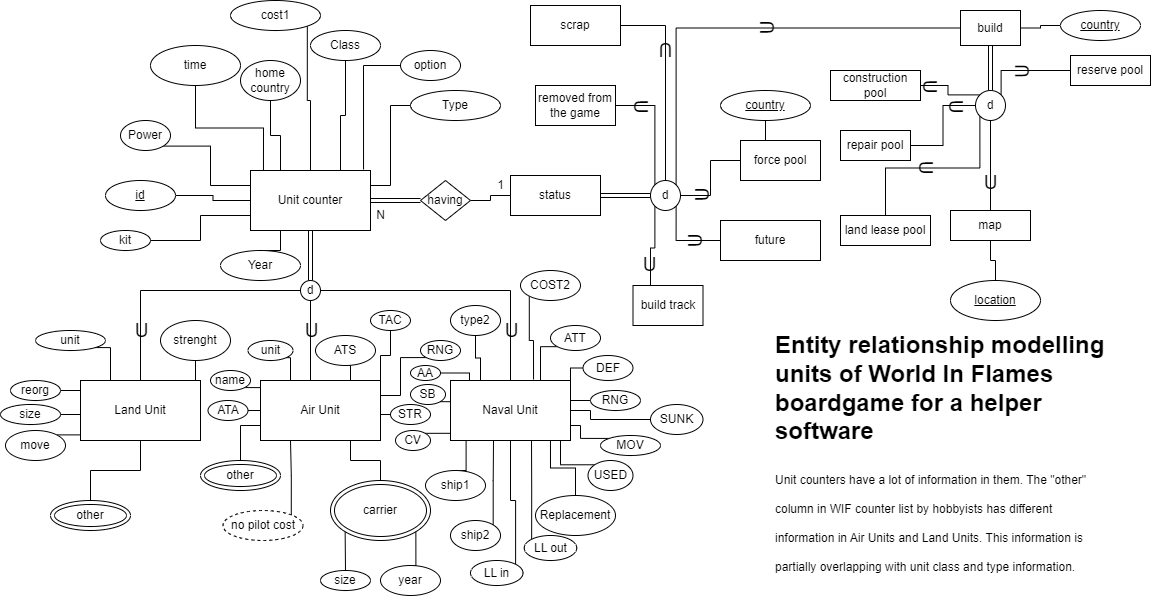 cost1
scrap
build
country
Class
time
home
country
option
reserve pool
construction
pool
removed from
the game
Type
country
d
Power
repair pool
force pool
id
Unit counter
having
1
status
d
N
land lease pool
map
kit
future
Year
d
COST2
build track
location
unit
strenght
unit
ATS
TAC
type2
ATT
RNG
AA
DEF
Entity relationship modelling
units of World In Flames
boardgame for a helper
software
reorg
name
SB
RNG
size
Land Unit
ATA
Air Unit
STR
Naval Unit
SUNK
move
CV
MOV
other
other
carrier
ship1
USED
no pilot cost
Replacement
ship2
LL out
size
year
LL in
Unit counters have a lot of information in them. The "other"
column in WIF counter list by hobbyists has different
information in Air Units and Land Units. This information is
partially overlapping with unit class and type information.